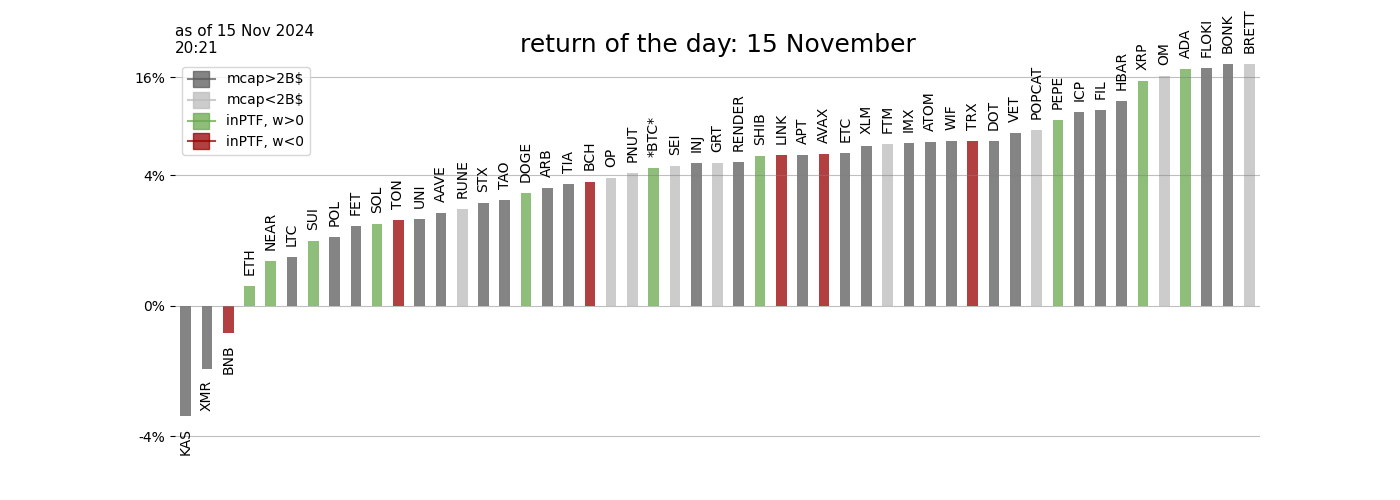 as of 15 Nov 2024
20:21
return of the day: 15 November
mcap>2B$
mcap<2B$
inPTF, w>0
inPTF, w<0
16%
4%
0%
-4%
KAS
XMR
BNB
ETH
NEAR
LTC
SUI
POL
FET
SOL
TON
UNI
AAVE
RUNE
STX
TAO
DOGE
ARB
TIA
BCH
OP
PNUT
*BTC*
SEI
INJ
GRT
RENDER
SHIB
LINK
APT
AVAX
ETC
XLM
FTM
IMX
ATOM
WIF
TRX
DOT
VET
POPCAT
PEPE
ICP
FIL
HBAR
XRP
OM
ADA
FLOKI
BONK
BRETT